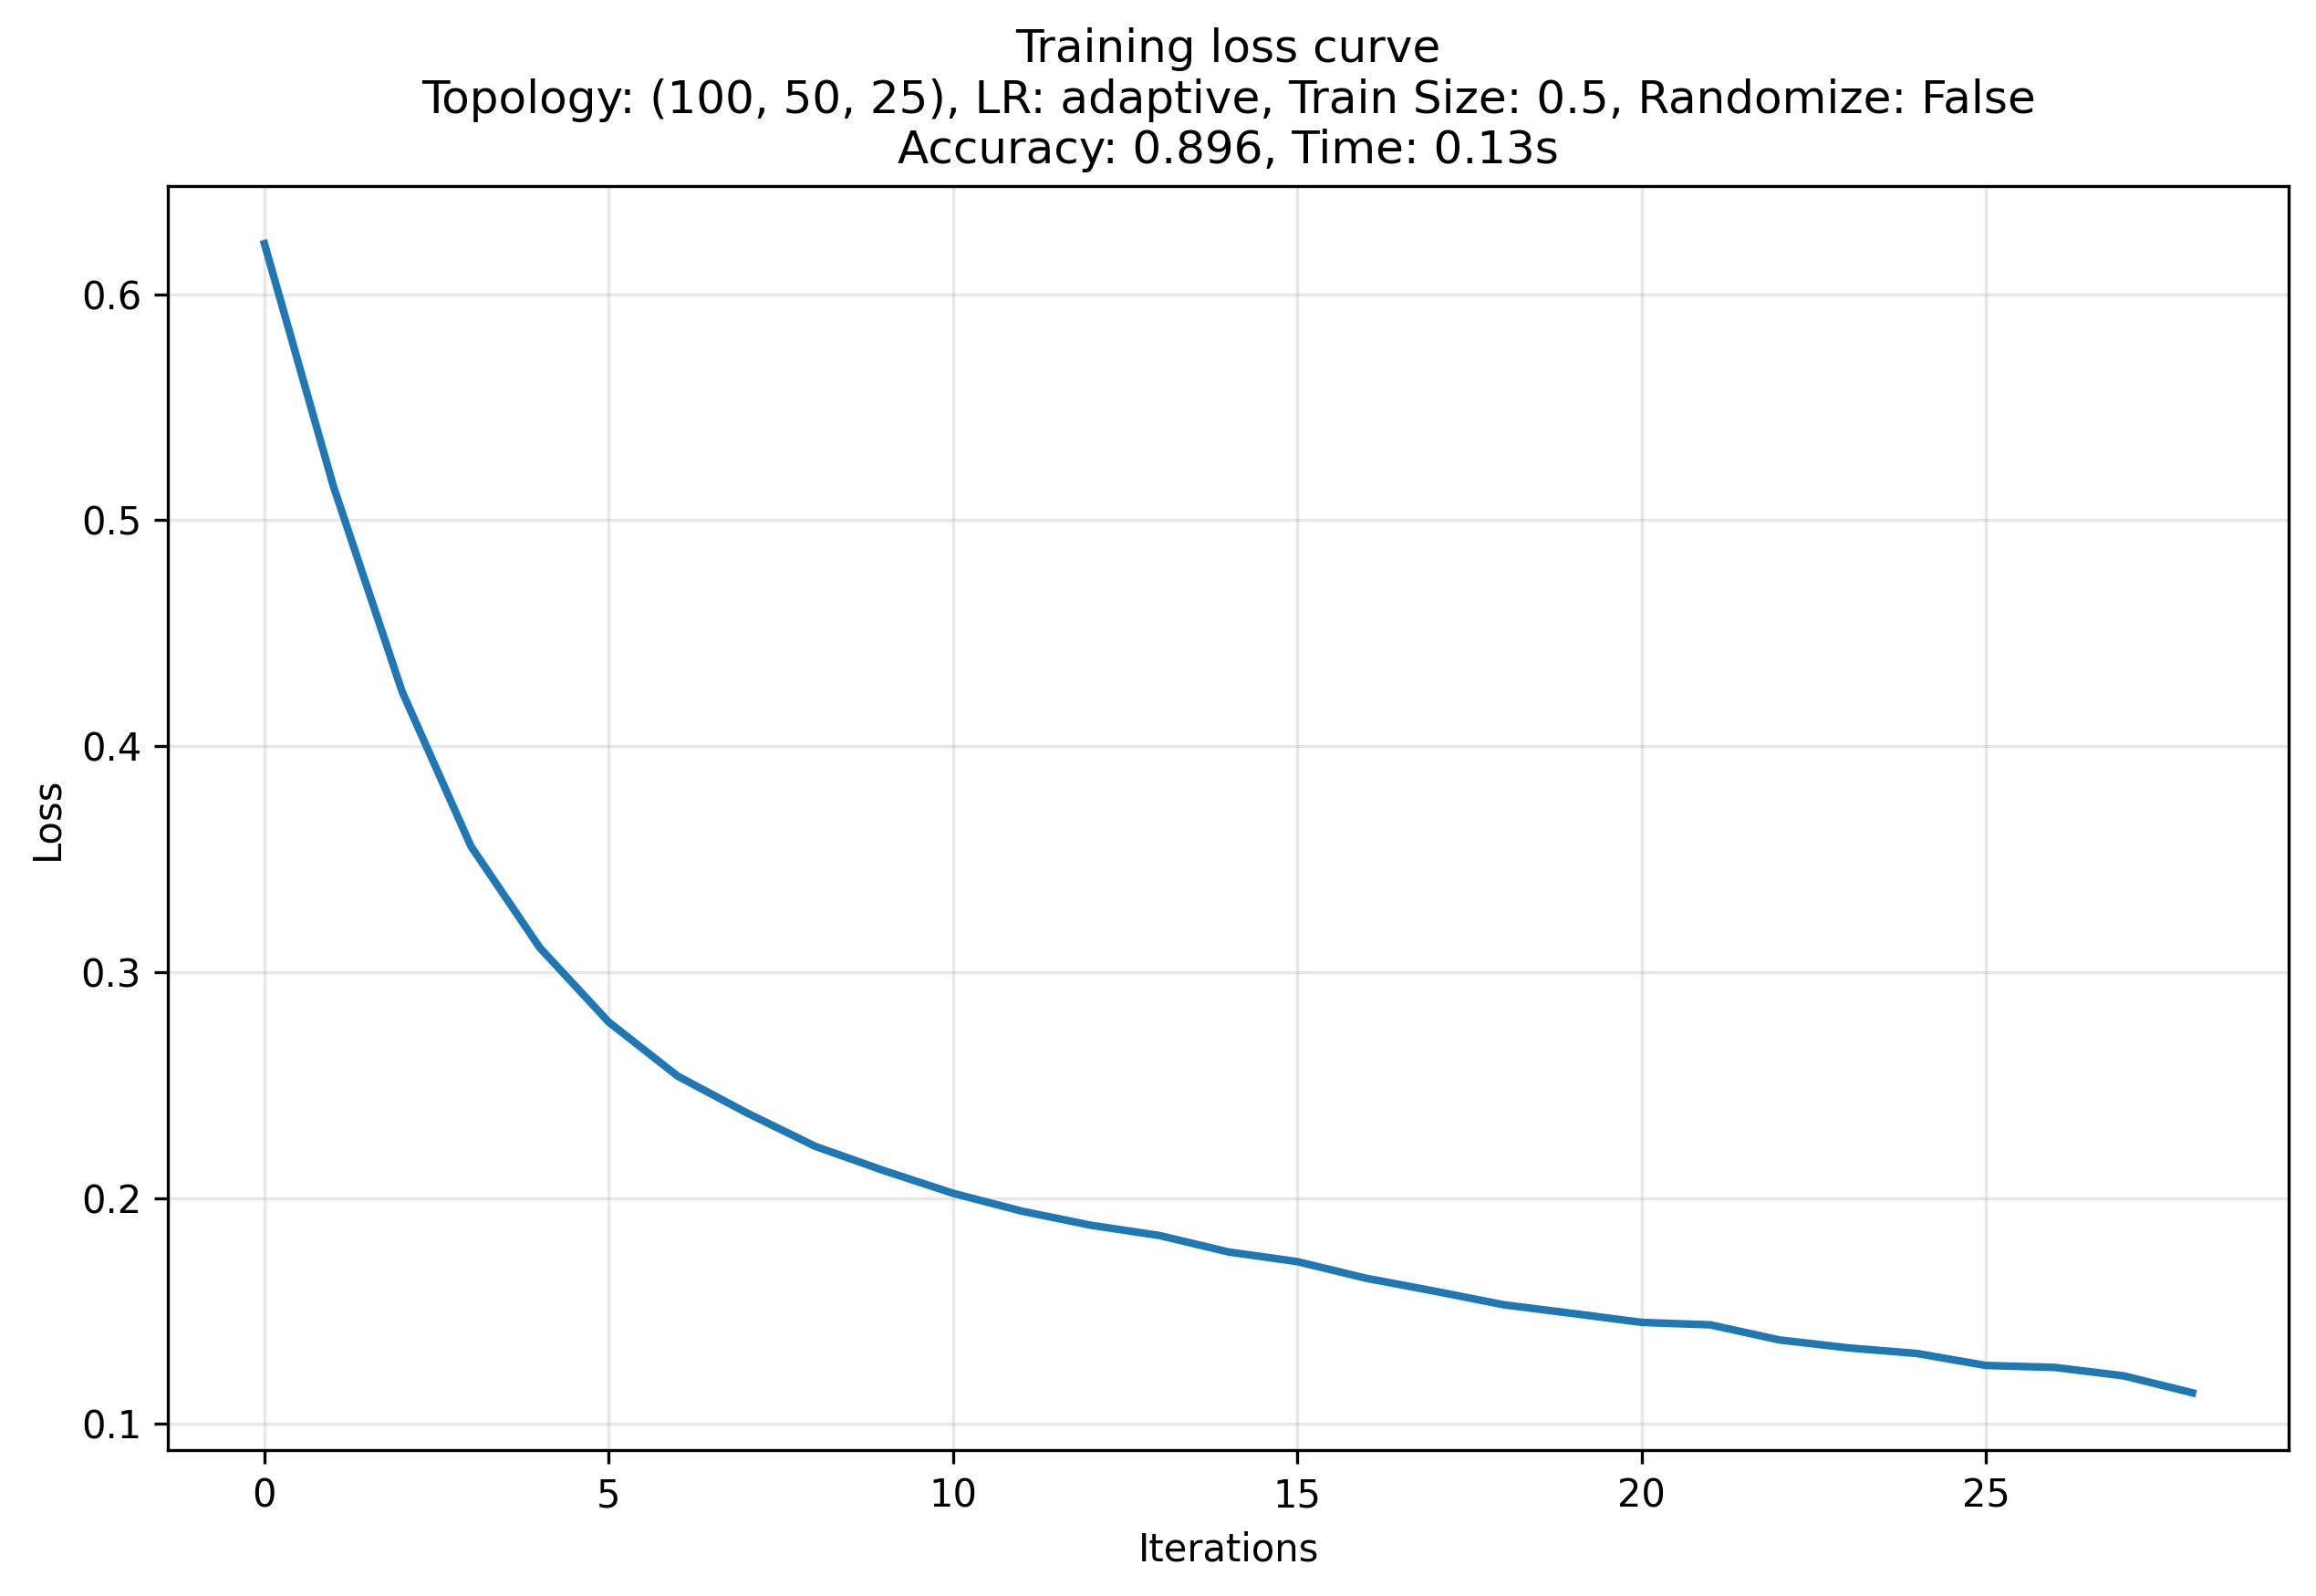 Training loss curve
Topology: (100, 50, 25), LR: adaptive, Train Size: 0.5, Randomize: False
Accuracy: 0.896, Time: 0.13s
0.6
0.5
0.4
0.3
0.2
0.1
Loss
0 5 10 15 20 25
Iterations